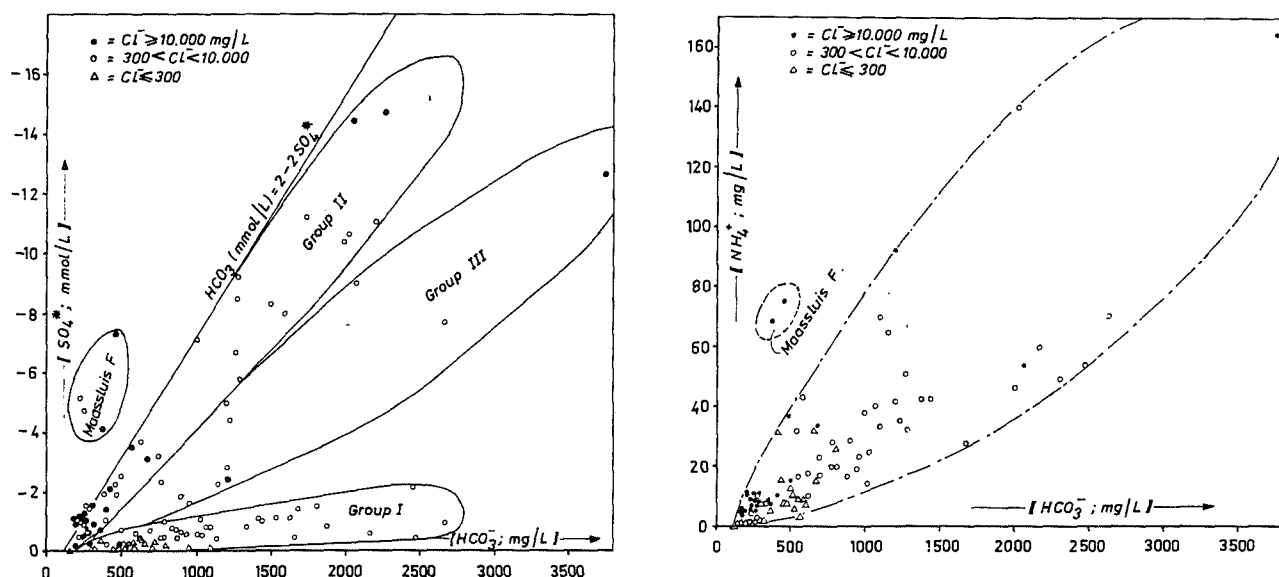 ● = Cl⁻ ≥ 10.000 mg/L
○ = 300 < Cl⁻ < 10.000
△ = Cl⁻ ≤ 300
-16
-14
-12
-10
-8
-6
-4
-2
0
[SO₄*; mmol/L]
HCO₃⁻ (mmol/L) = 2-2SO₄*
Group II
Group III
Maassluis F
Group I
[HCO₃⁻; mg/L]
0 500 1000 1500 2000 2500 3000 3500
• = Cl⁻ ≥ 10.000 mg/L
○ = 300 < Cl⁻ < 10.000
△ = Cl⁻ ≤ 300
160
140
120
100
80
60
40
20
0
[NH₄⁺; mg/L]
Maassluis F.
[HCO₃⁻; mg/L]
0 500 1000 1500 2000 2500 3000 3500